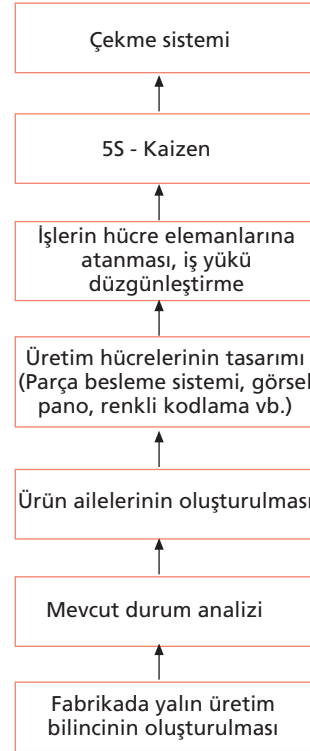 Çekme sistemi
5S - Kaizen
İşlerin hücre elemanlarına
atanması, iş yükü
düzgünleştirme
Üretim hücrelerinin tasarımı
(Parça besleme sistemi, görsel
pano, renkli kodlama vb.)
Ürün ailelerinin oluşturulması
Mevcut durum analizi
Fabrikada yalın üretim
bilincinin oluşturulması